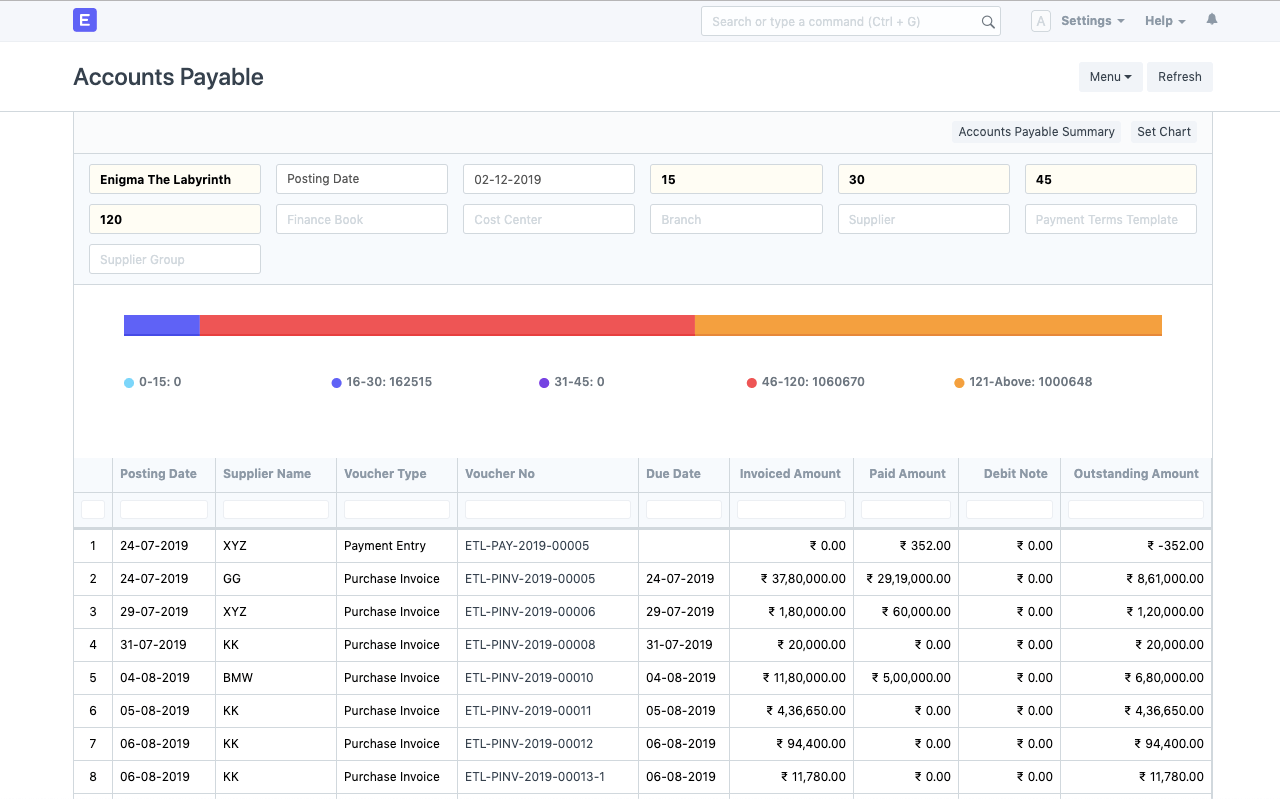 E Search or type a command (Ctrl + G) A Settings Help
Accounts Payable Menu Refresh
Accounts Payable Summary Set Chart
Enigma The Labyrinth Posting Date 02-12-2019 15 30 45
120 Finance Book Cost Center Branch Supplier Payment Terms Template
Supplier Group
0-15: 0 16-30: 162515 31-45: 0 46-120: 1060670 121-Above: 1000648
Posting Date Supplier Name Voucher Type Voucher No Due Date Invoiced Amount Paid Amount Debit Note Outstanding Amount
1 24-07-2019 XYZ Payment Entry ETL-PAY-2019-00005 ₹ 0.00 ₹ 352.00 ₹ 0.00 ₹ -352.00
2 24-07-2019 GG Purchase Invoice ETL-PINV-2019-00005 24-07-2019 ₹ 37,80,000.00 ₹ 29,19,000.00 ₹ 0.00 ₹ 8,61,000.00
3 29-07-2019 XYZ Purchase Invoice ETL-PINV-2019-00006 29-07-2019 ₹ 1,80,000.00 ₹ 60,000.00 ₹ 0.00 ₹ 1,20,000.00
4 31-07-2019 KK Purchase Invoice ETL-PINV-2019-00008 31-07-2019 ₹ 20,000.00 ₹ 0.00 ₹ 0.00 ₹ 20,000.00
5 04-08-2019 BMW Purchase Invoice ETL-PINV-2019-00010 04-08-2019 ₹ 11,80,000.00 ₹ 5,00,000.00 ₹ 0.00 ₹ 6,80,000.00
6 05-08-2019 KK Purchase Invoice ETL-PINV-2019-00011 05-08-2019 ₹ 4,36,650.00 ₹ 0.00 ₹ 0.00 ₹ 4,36,650.00
7 06-08-2019 KK Purchase Invoice ETL-PINV-2019-00012 06-08-2019 ₹ 94,400.00 ₹ 0.00 ₹ 0.00 ₹ 94,400.00
8 06-08-2019 KK Purchase Invoice ETL-PINV-2019-00013-1 06-08-2019 ₹ 11,780.00 ₹ 0.00 ₹ 0.00 ₹ 11,780.00